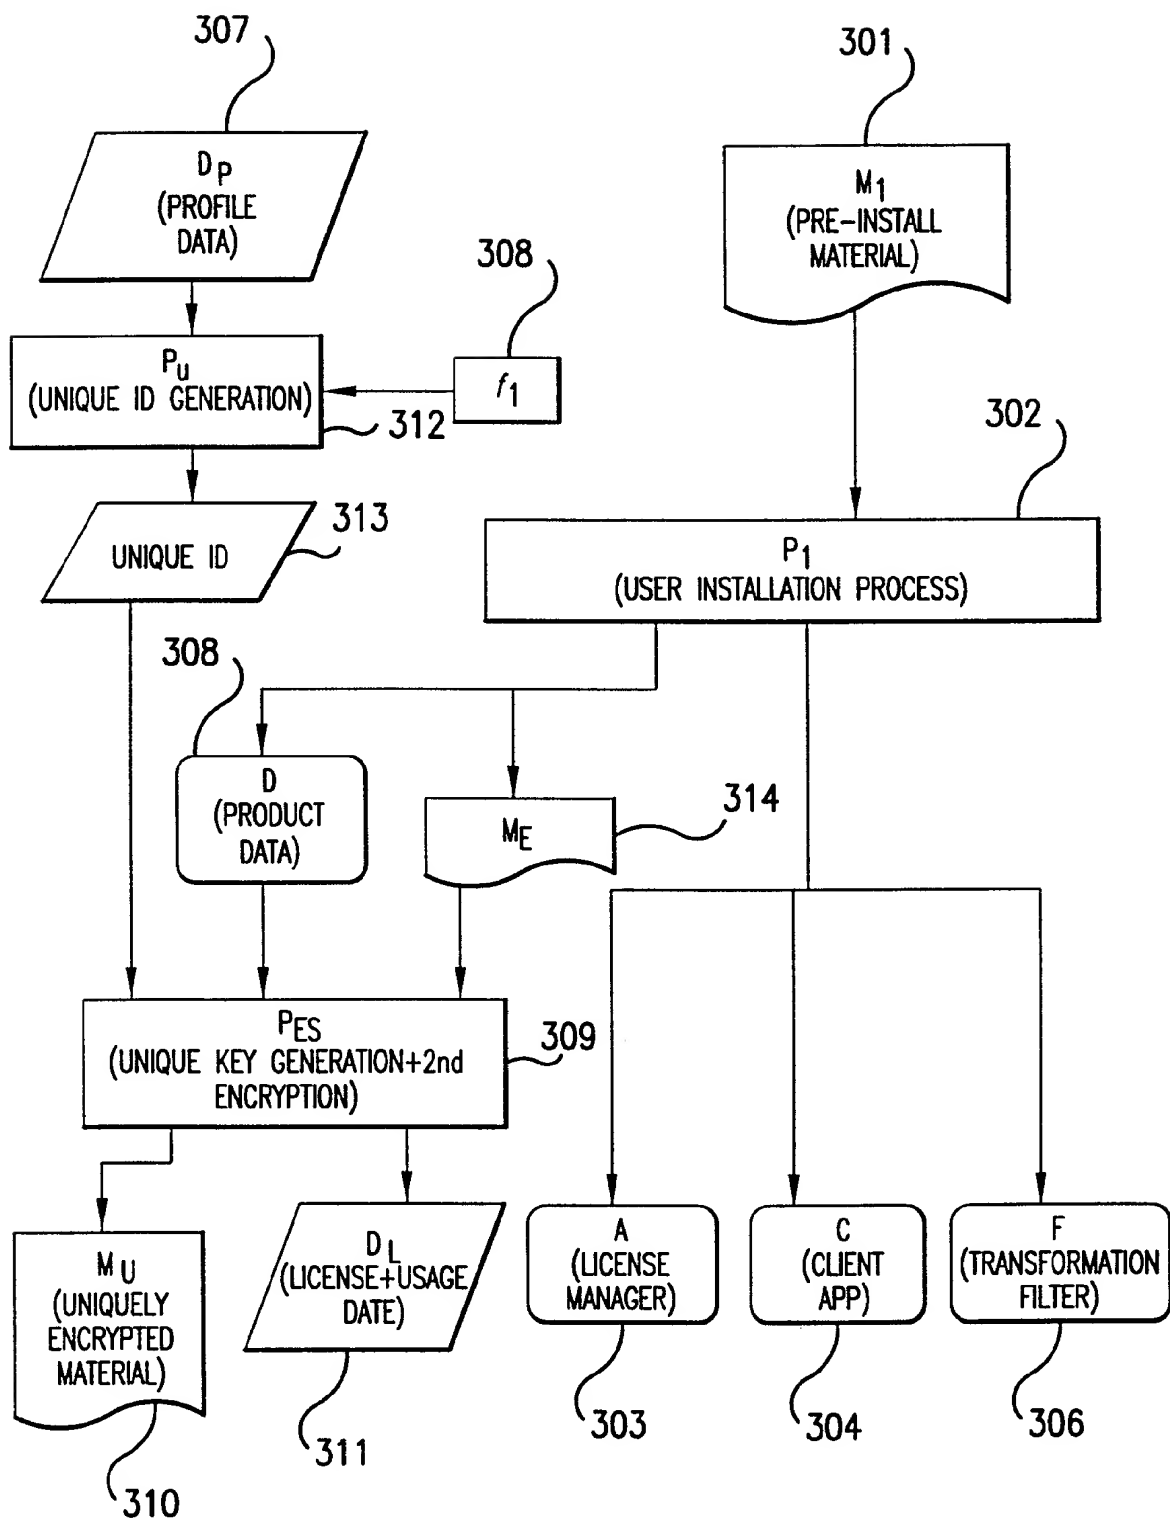 307
301
D P
(PROFILE
DATA)
M1
(PRE-INSTALL
MATERIAL)
308
Pu
(UNIQUE ID GENERATION)
f1
312
302
313
UNIQUE ID
P1
(USER INSTALLATION PROCESS)
308
D
(PRODUCT
DATA)
ME
314
PES
(UNIQUE KEY GENERATION+2nd
ENCRYPTION)
309
MU
(UNIQUELY
ENCRYPTED
MATERIAL)
DL
(LICENSE+USAGE
DATE)
A
(LICENSE
MANAGER)
C
(CLIENT
APP)
F
(TRANSFORMATION
FILTER)
303
304
306
311
310